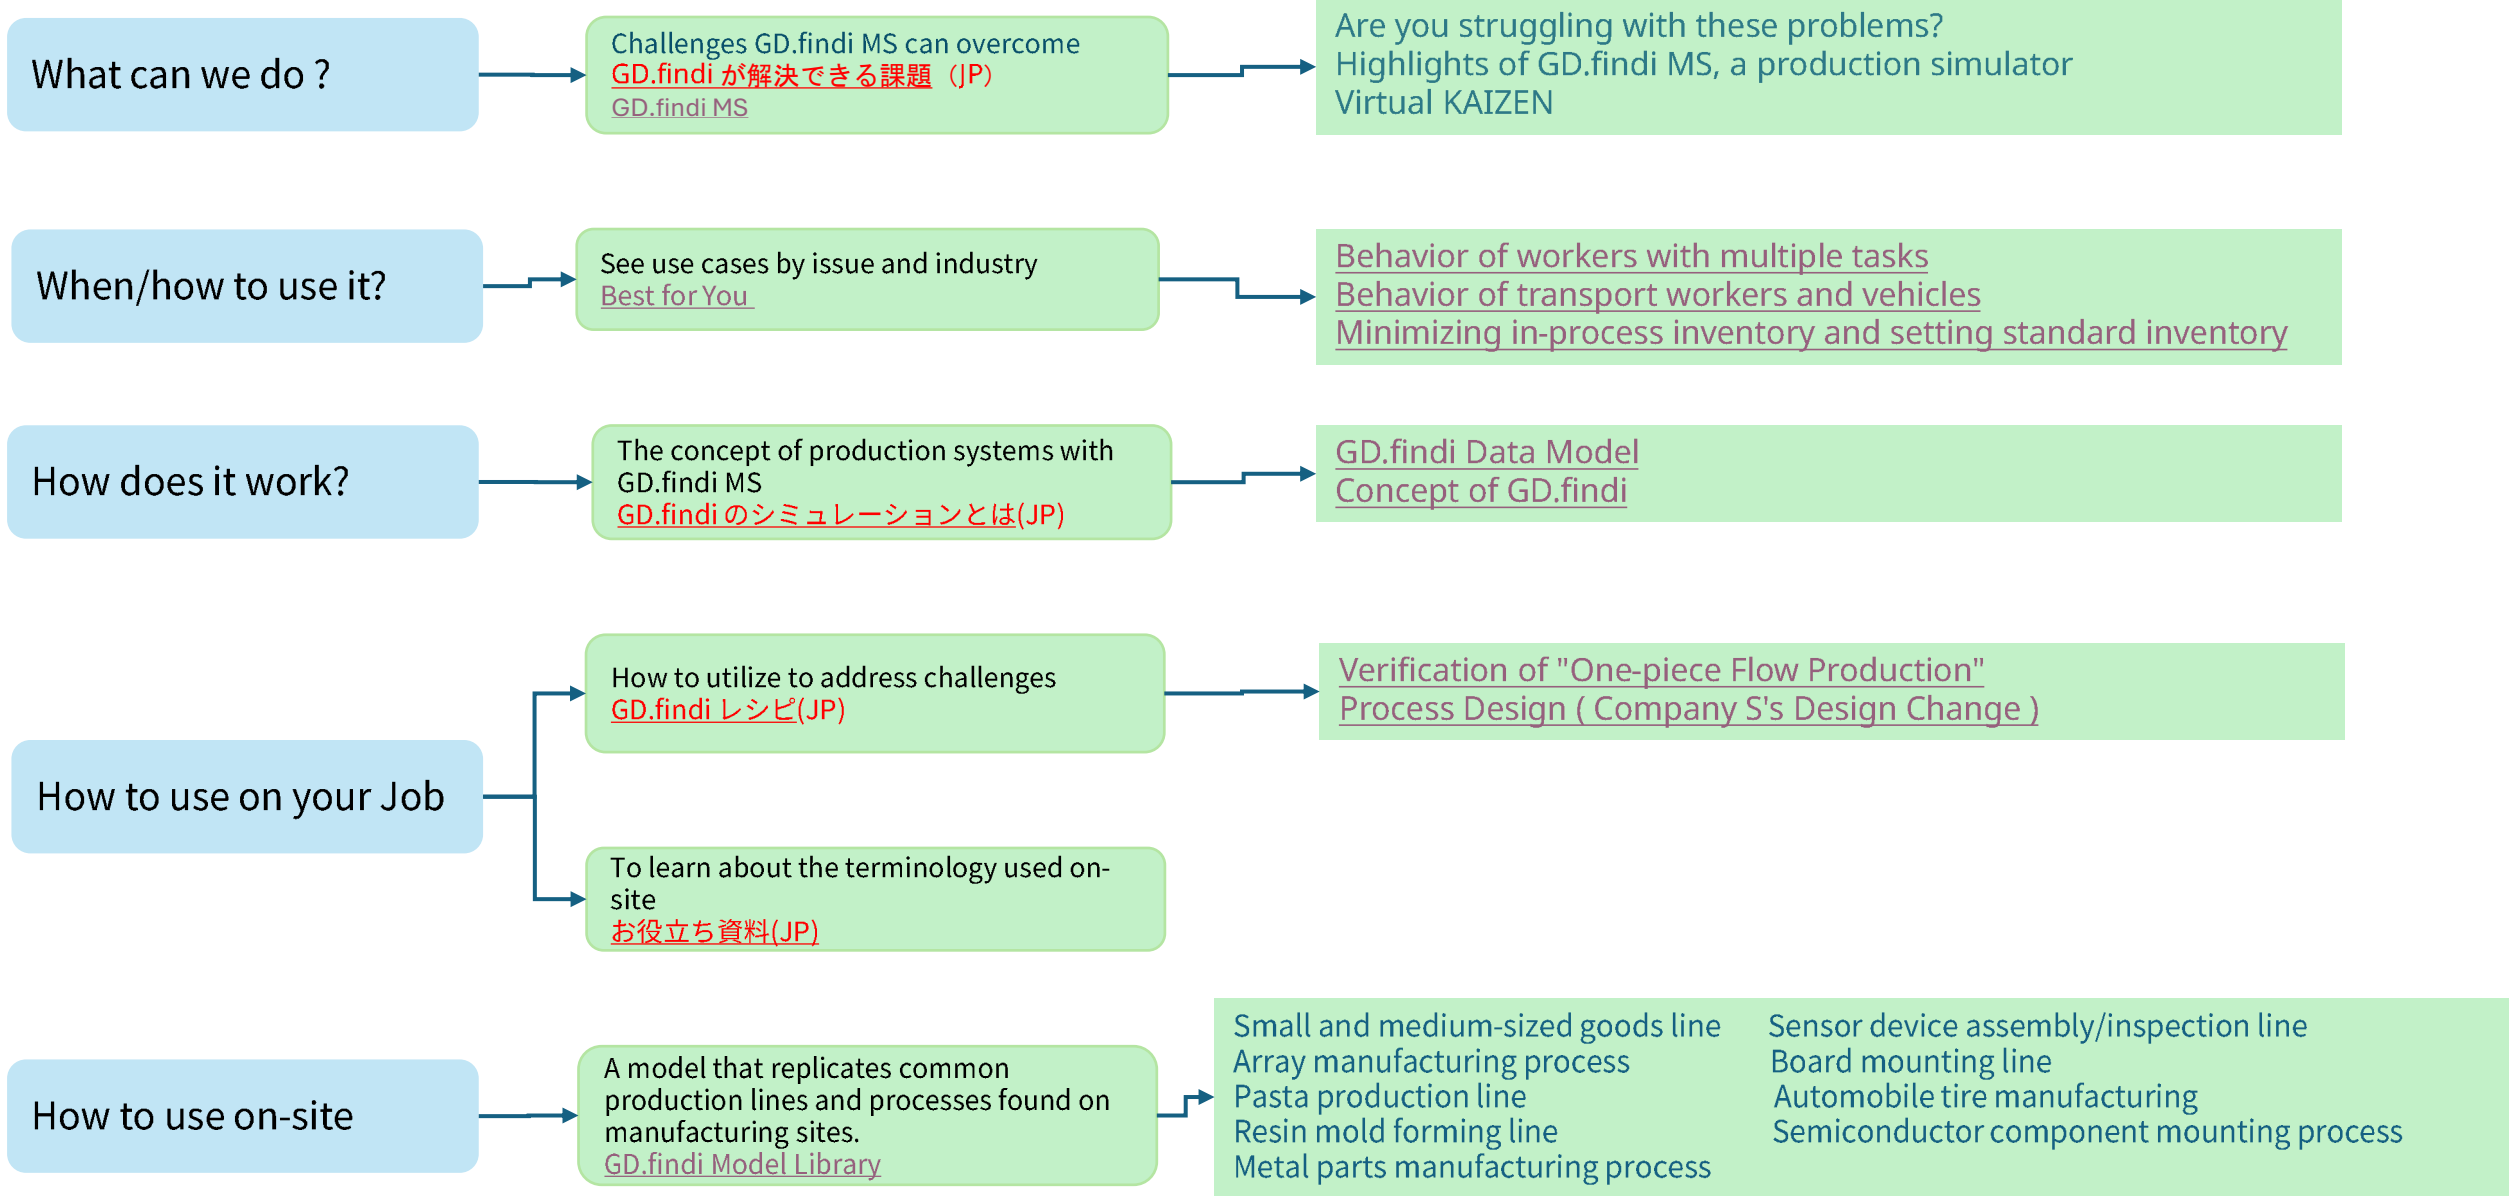 What can we do ?
Challenges GD.findi MS can overcome
GD.findi が解決できる課題（JP）
GD.findi MS
Are you struggling with these problems?
Highlights of GD.findi MS, a production simulator
Virtual KAIZEN
When/how to use it?
See use cases by issue and industry
Best for You
Behavior of workers with multiple tasks
Behavior of transport workers and vehicles
Minimizing in-process inventory and setting standard inventory
How does it work?
The concept of production systems with
GD.findi MS
GD.findi のシミュレーションとは(JP)
GD.findi Data Model
Concept of GD.findi
How to use on your Job
How to utilize to address challenges
GD.findi レシピ(JP)
Verification of "One-piece Flow Production"
Process Design ( Company S's Design Change )
To learn about the terminology used on-
site
お役立ち資料(JP)
How to use on-site
A model that replicates common
production lines and processes found on
manufacturing sites.
GD.findi Model Library
Small and medium-sized goods line
Array manufacturing process
Pasta production line
Resin mold forming line
Metal parts manufacturing process
Sensor device assembly/inspection line
Board mounting line
Automobile tire manufacturing
Semiconductor component mounting process